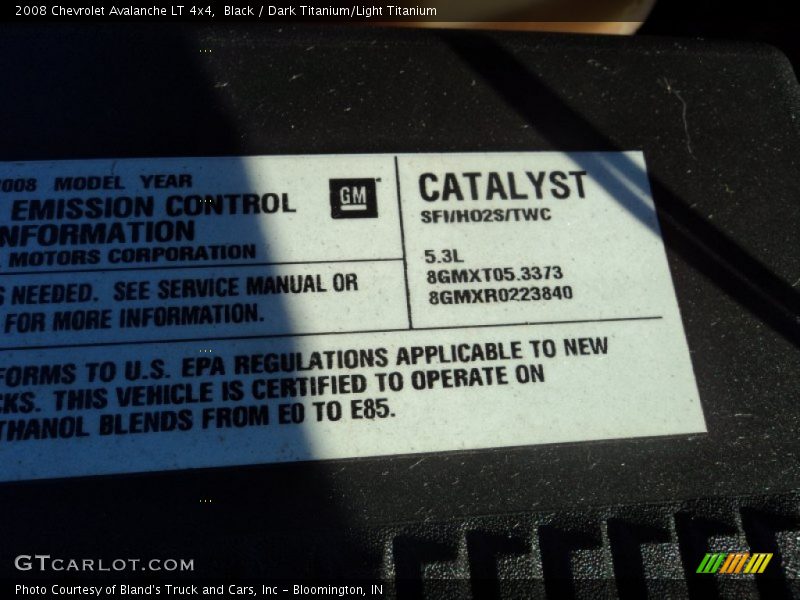 2008 Chevrolet Avalanche LT 4x4, Black / Dark Titanium/Light Titanium
2008 MODEL YEAR
EMISSION CONTROL
INFORMATION
MOTORS CORPORATION
GM
NEEDED. SEE SERVICE MANUAL OR
FOR MORE INFORMATION.
CATALYST
SFI/HO2S/TWC
5.3L
8GMXT05.3373
8GMXR0223840
FORMS TO U.S. EPA REGULATIONS APPLICABLE TO NEW
CKS. THIS VEHICLE IS CERTIFIED TO OPERATE ON
THANOL BLENDS FROM E0 TO E85.
GTCARLOT.COM
Photo Courtesy of Bland's Truck and Cars, Inc - Bloomington, IN